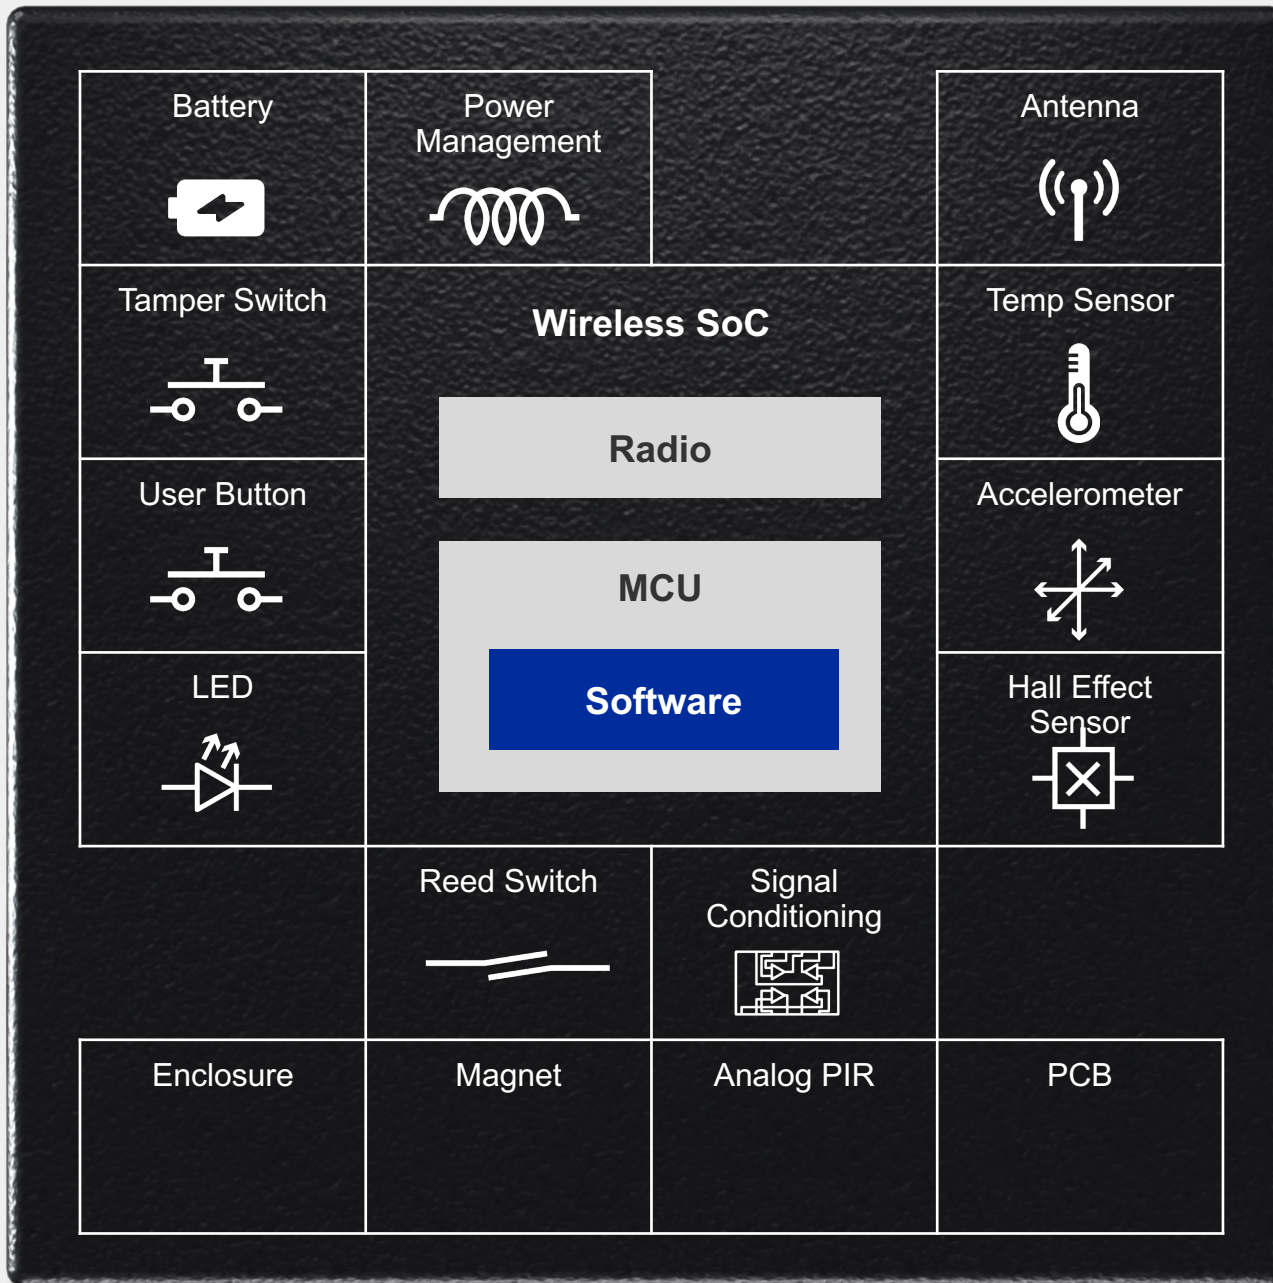 Battery
Power
Management
Antenna
Tamper Switch
Wireless SoC
Temp Sensor
Radio
User Button
Accelerometer
MCU
LED
Software
Hall Effect
Sensor
Reed Switch
Signal
Conditioning
Enclosure
Magnet
Analog PIR
PCB